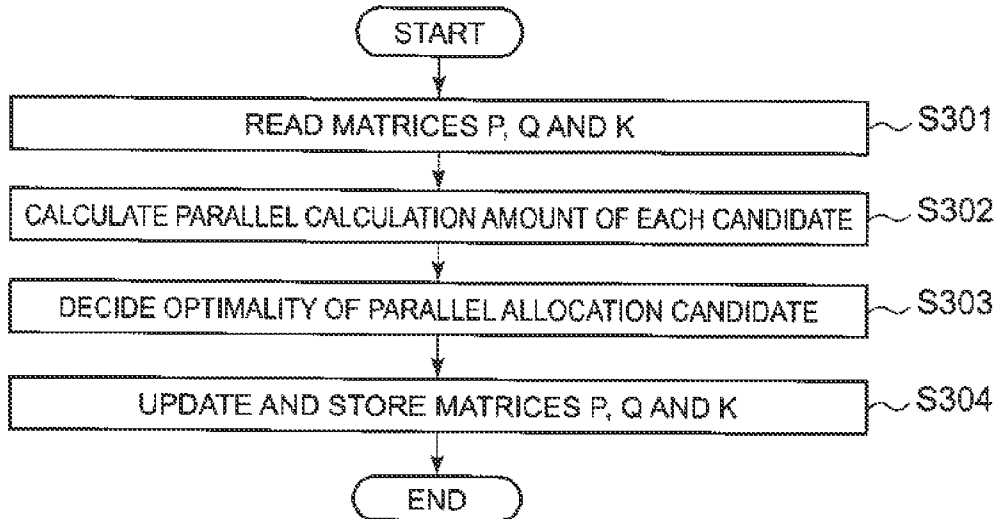 START
READ MATRICES P, Q AND K
S301
CALCULATE PARALLEL CALCULATION AMOUNT OF EACH CANDIDATE
S302
DECIDE OPTIMALITY OF PARALLEL ALLOCATION CANDIDATE
S303
UPDATE AND STORE MATRICES P, Q AND K
S304
END